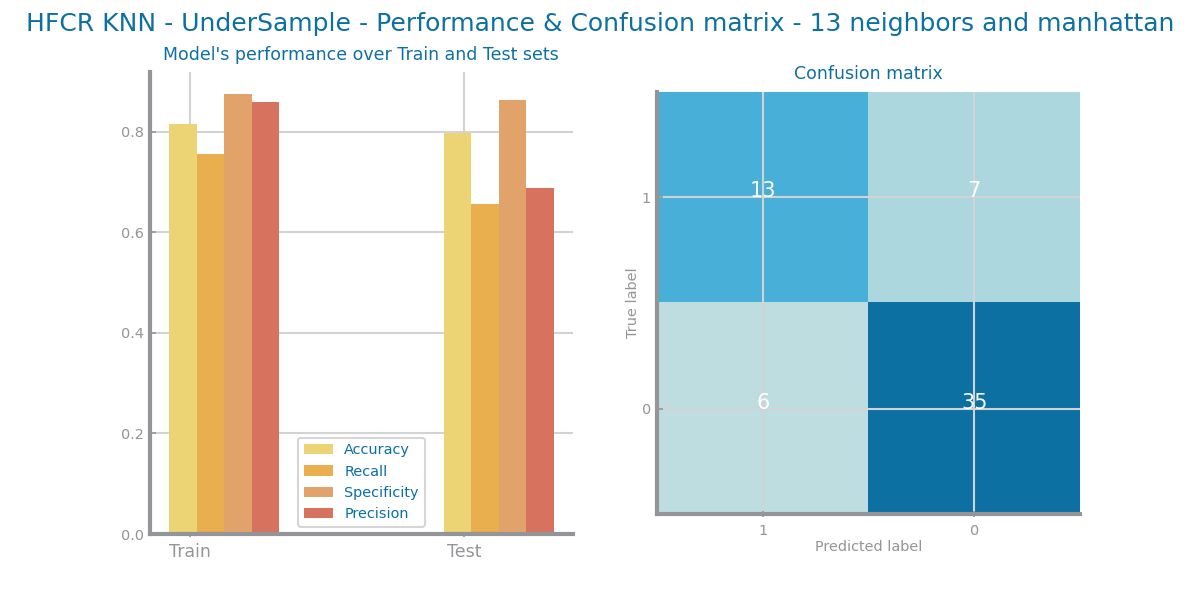 HFCR KNN - UnderSample - Performance & Confusion matrix - 13 neighbors and manhattan
Model's performance over Train and Test sets
0.8
0.6
0.4
0.2
0.0
Train
Test
Accuracy
Recall
Specificity
Precision
Confusion matrix
True label
1
0
13
7
6
35
1
0
Predicted label